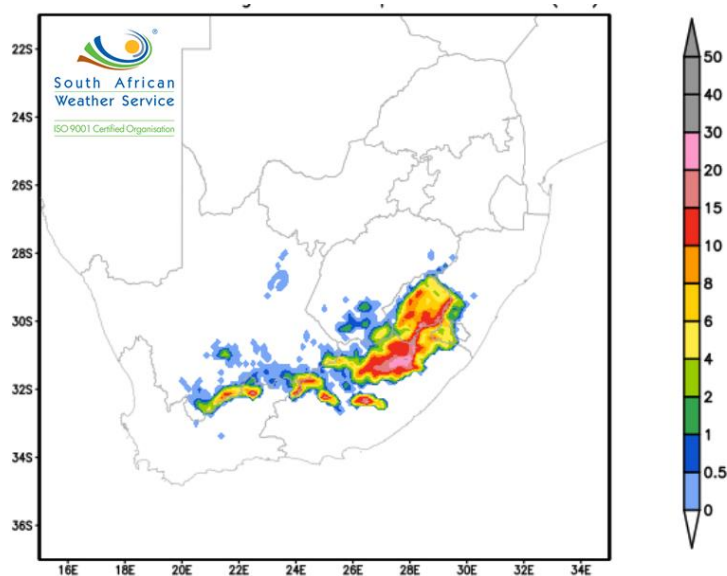 South African
Weather Service
ISO 9001 Certified Organisation
22S
24S
26S
28S
30S
32S
34S
36S
16E
18E
20E
22E
24E
26E
28E
30E
32E
34E
50
40
30
20
15
10
8
6
4
2
1
0.5
0